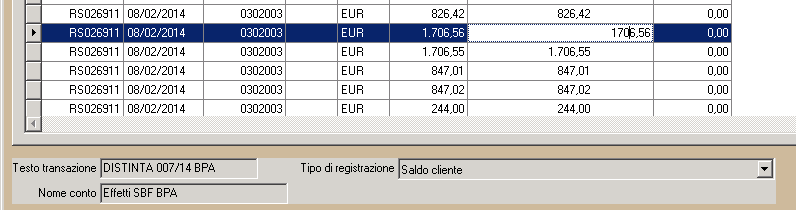 RS026911 08/02/2014 0302003 EUR 826,42 826,42 0,00
RS026911 08/02/2014 0302003 EUR 1.706,56 1706,56 0,00
RS026911 08/02/2014 0302003 EUR 1.706,55 1.706,55 0,00
RS026911 08/02/2014 0302003 EUR 847,01 847,01 0,00
RS026911 08/02/2014 0302003 EUR 847,02 847,02 0,00
RS026911 08/02/2014 0302003 EUR 244,00 244,00 0,00
Testo transazione DISTINTA 007/14 BPA Tipo di registrazione Saldo cliente
Nome conto Effetti SBF BPA